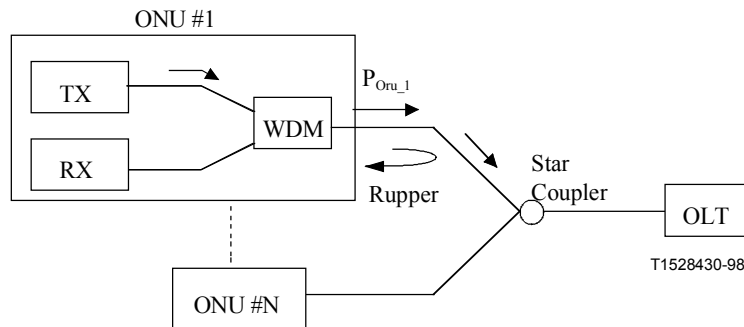 ONU #1
TX
P_Oru_1
WDM
RX
Rupper
Star
Coupler
OLT
T1528430-98
ONU #N